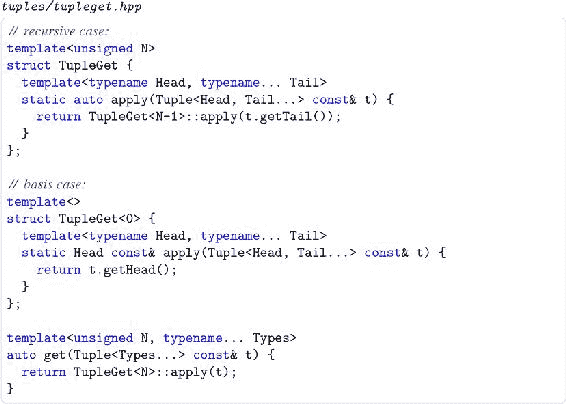 tuples/tupleget.hpp
// recursive case:
template<unsigned N>
struct TupleGet {
  template<typename Head, typename... Tail>
  static auto apply(Tuple<Head, Tail...> const& t) {
    return TupleGet<N-1>::apply(t.getTail());
  }
};
// basis case:
template<>
struct TupleGet<0> {
  template<typename Head, typename... Tail>
  static Head const& apply(Tuple<Head, Tail...> const& t) {
    return t.getHead();
  }
};
template<unsigned N, typename... Types>
auto get(Tuple<Types...> const& t) {
  return TupleGet<N>::apply(t);
}